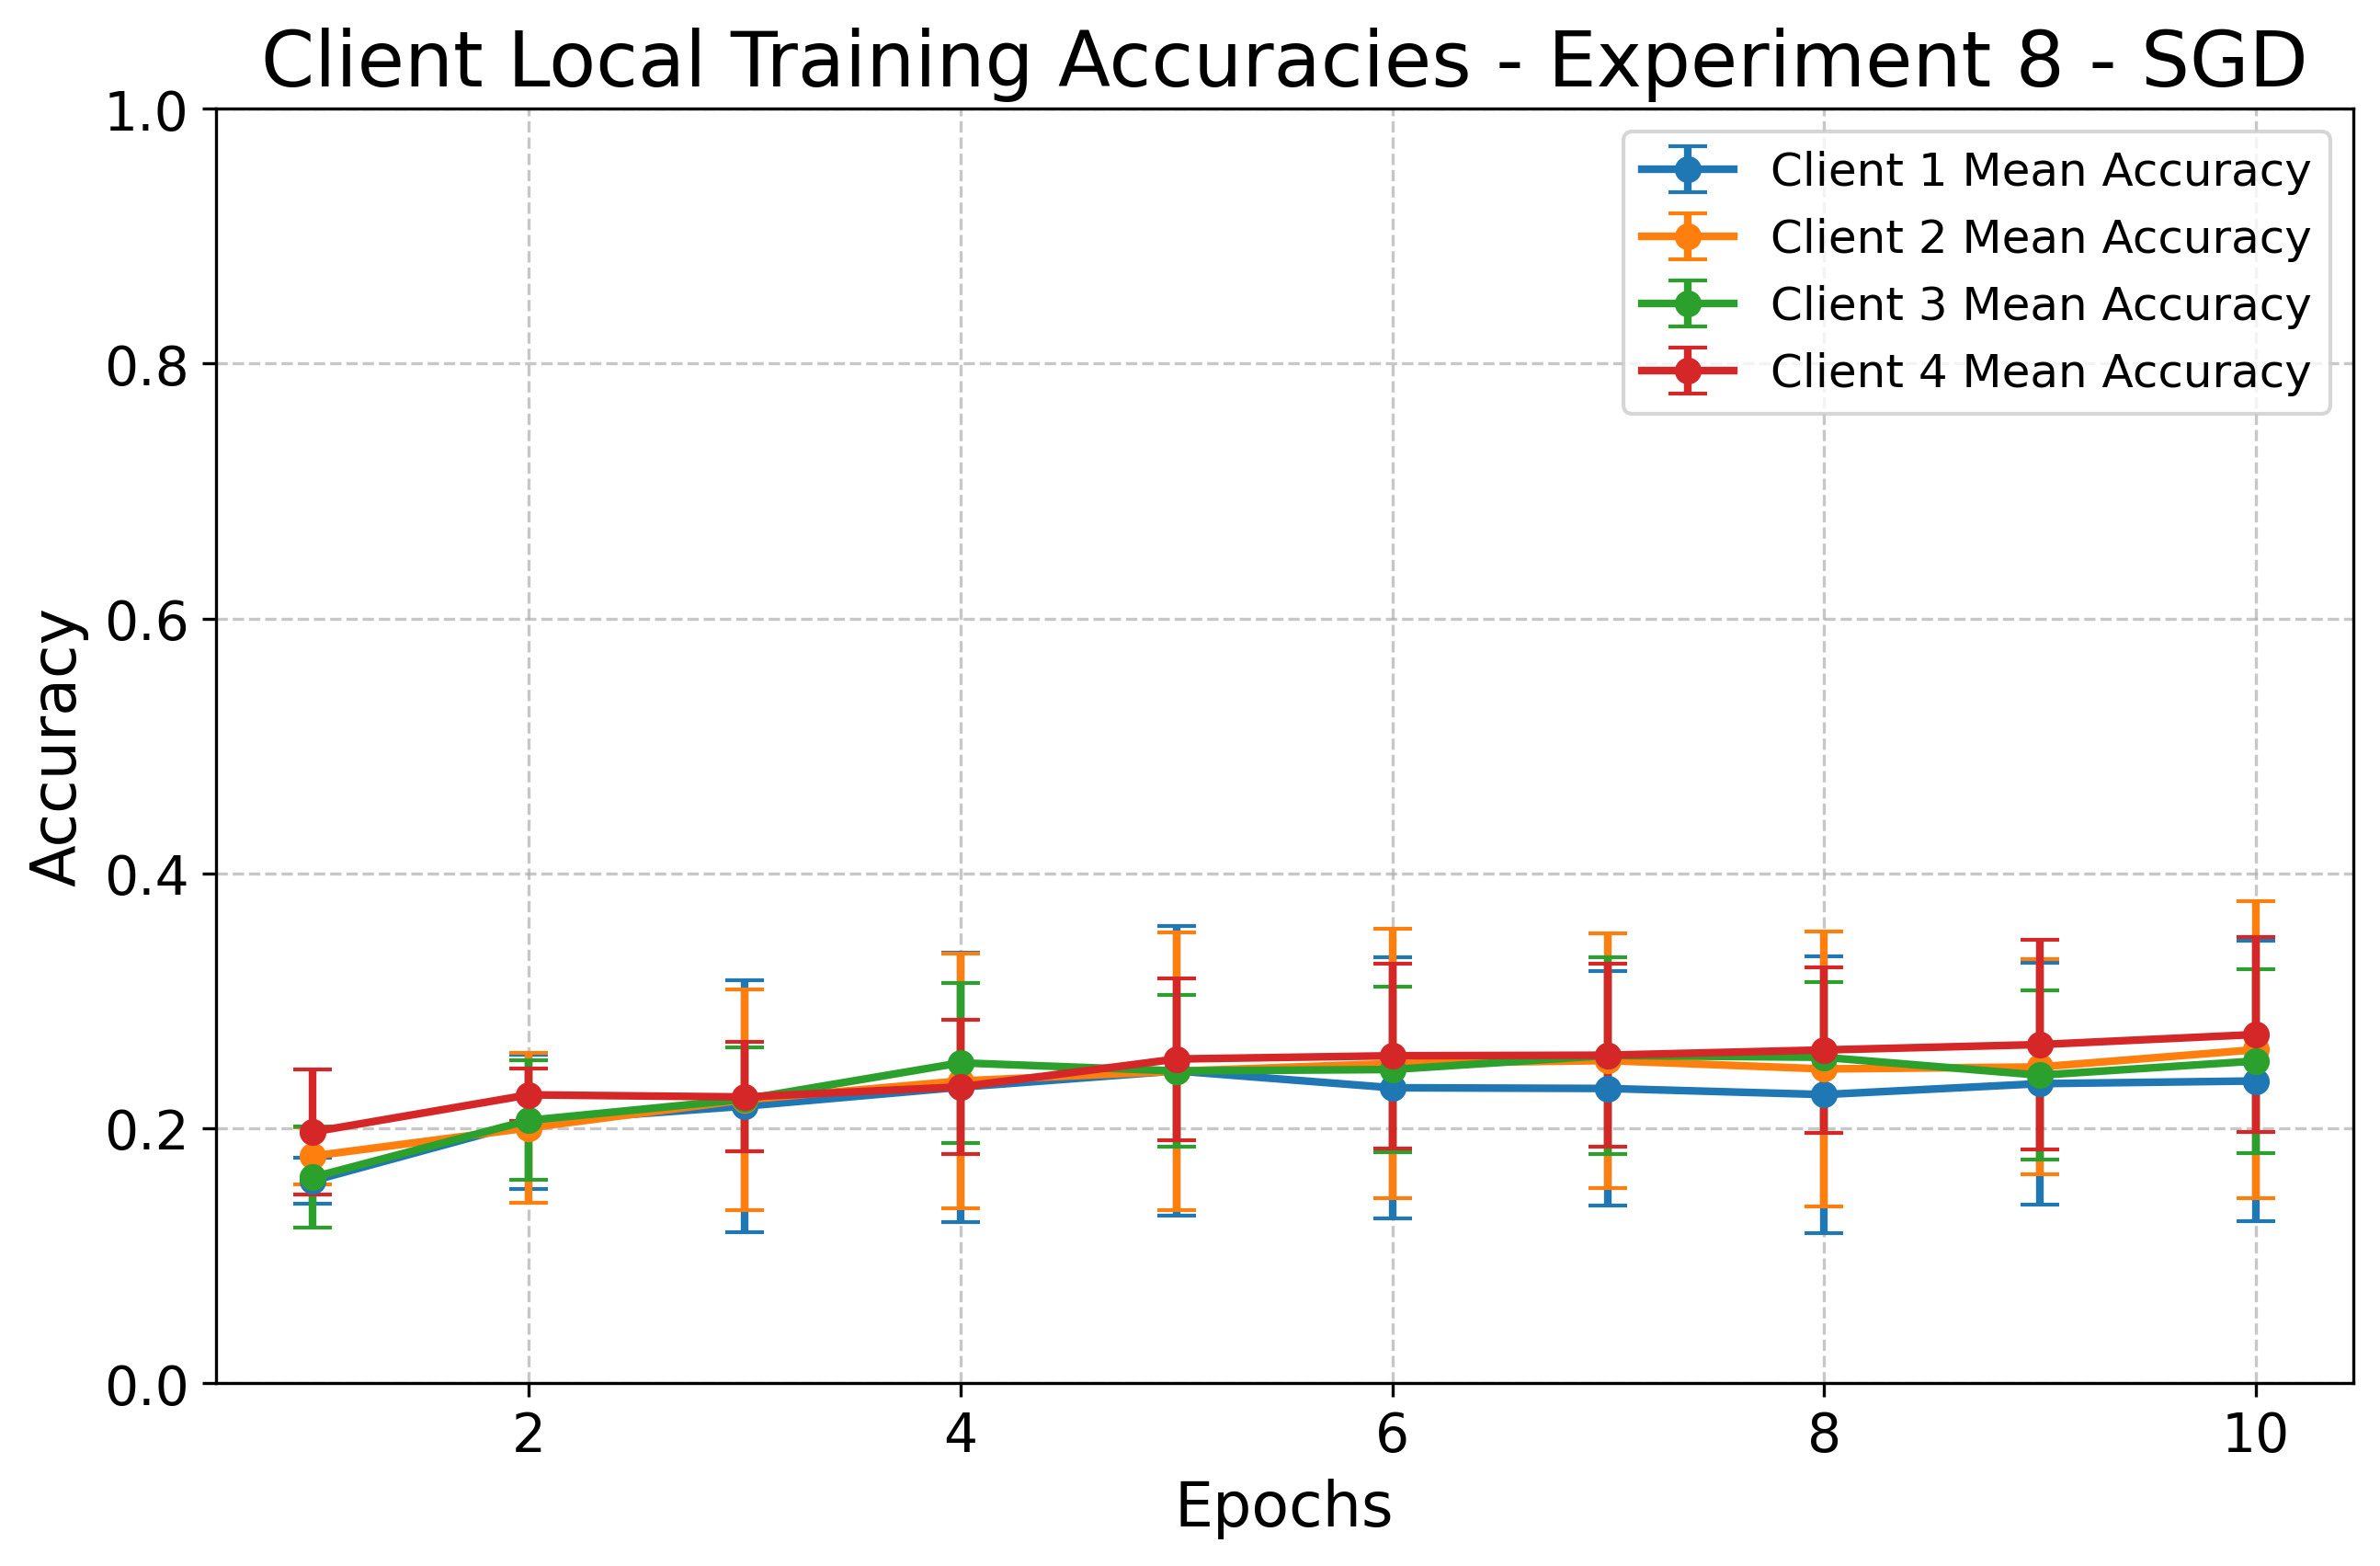 Client Local Training Accuracies - Experiment 8 - SGD
1.0
0.8
0.6
0.4
0.2
0.0
Accuracy
Client 1 Mean Accuracy
Client 2 Mean Accuracy
Client 3 Mean Accuracy
Client 4 Mean Accuracy
2 4 6 8 10
Epochs